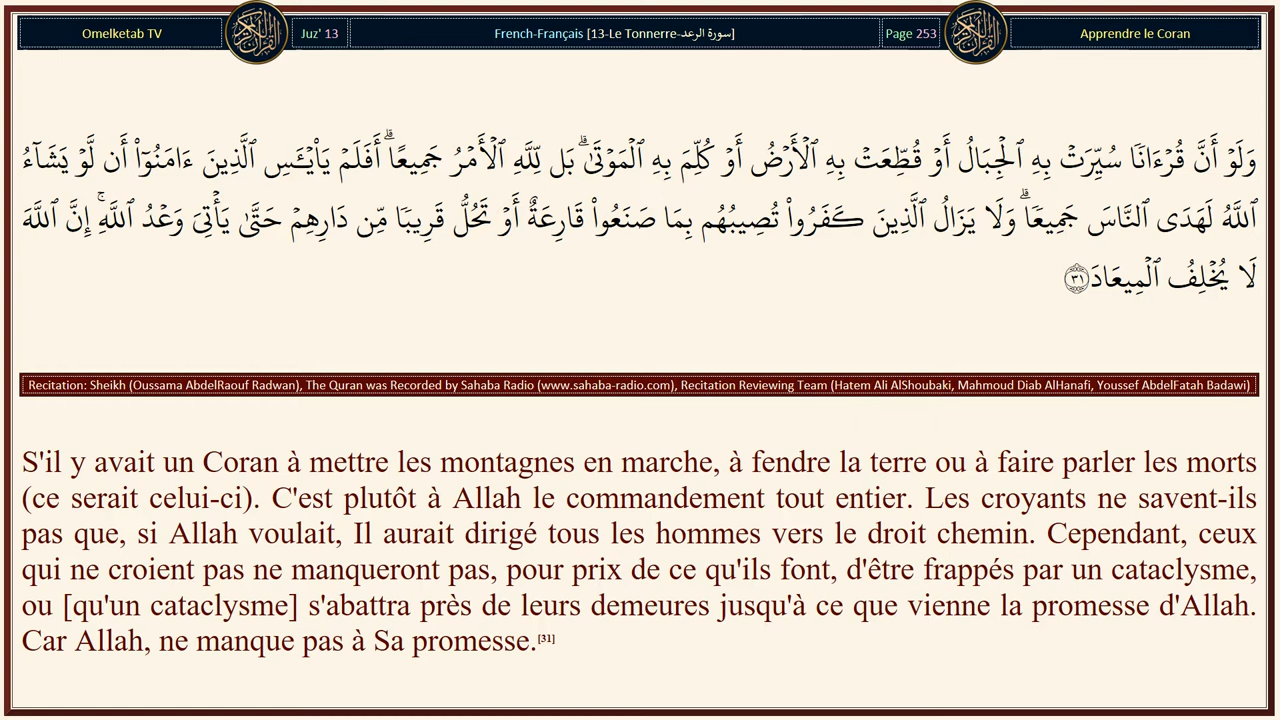 Omelketab TV
Juz' 13
French-Français [13-Le Tonnerre-سورة الرعد]
Page 253
Apprendre le Coran
وَلَوۡ أَنَّ قُرۡءَانٗا سُيِّرَتۡ بِهِ ٱلۡجِبَالُ أَوۡ قُطِّعَتۡ بِهِ ٱلۡأَرۡضُ أَوۡ كُلِّمَ بِهِ ٱلۡمَوۡتَىٰۗ بَل لِّلَّهِ ٱلۡأَمۡرُ جَمِيعًاۗ أَفَلَمۡ يَاْيۡـَٔسِ ٱلَّذِينَ ءَامَنُوٓاْ أَن لَّوۡ يَشَآءُ
ٱللَّهُ لَهَدَى ٱلنَّاسَ جَمِيعٗاۗ وَلَا يَزَالُ ٱلَّذِينَ كَفَرُواْ تُصِيبُهُم بِمَا صَنَعُواْ قَارِعَةٌ أَوۡ تَحُلُّ قَرِيبٗا مِّن دَارِهِمۡ حَتَّىٰ يَأۡتِيَ وَعۡدُ ٱللَّهِۚ إِنَّ ٱللَّهَ
لَا يُخۡلِفُ ٱلۡمِيعَادَ ٣١
Recitation: Sheikh (Oussama AbdelRaouf Radwan), The Quran was Recorded by Sahaba Radio (www.sahaba-radio.com), Recitation Reviewing Team (Hatem Ali AlShoubaki, Mahmoud Diab AlHanafi, Youssef AbdelFatah Badawi)
S'il y avait un Coran à mettre les montagnes en marche, à fendre la terre ou à faire parler les morts
(ce serait celui-ci). C'est plutôt à Allah le commandement tout entier. Les croyants ne savent-ils
pas que, si Allah voulait, Il aurait dirigé tous les hommes vers le droit chemin. Cependant, ceux
qui ne croient pas ne manqueront pas, pour prix de ce qu'ils font, d'être frappés par un cataclysme,
ou [qu'un cataclysme] s'abattra près de leurs demeures jusqu'à ce que vienne la promesse d'Allah.
Car Allah, ne manque pas à Sa promesse.[31]